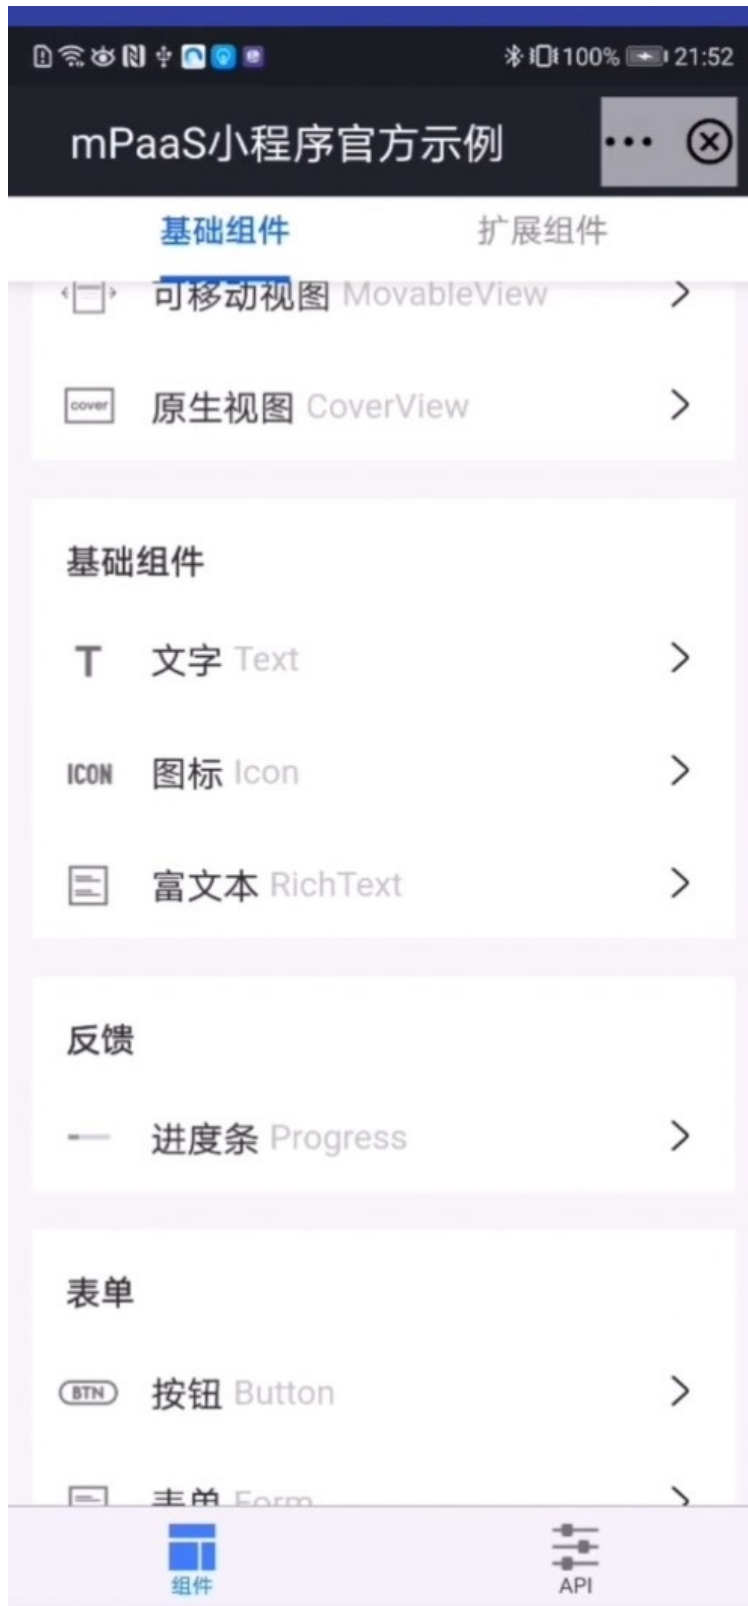 100% 21:52
mPaaS小程序官方示例
基础组件 扩展组件
可移动视图 MovableView
cover 原生视图 CoverView
基础组件
T 文字 Text
ICON 图标 Icon
富文本 RichText
反馈
进度条 Progress
表单
BTN 按钮 Button
表单 Form
组件 API